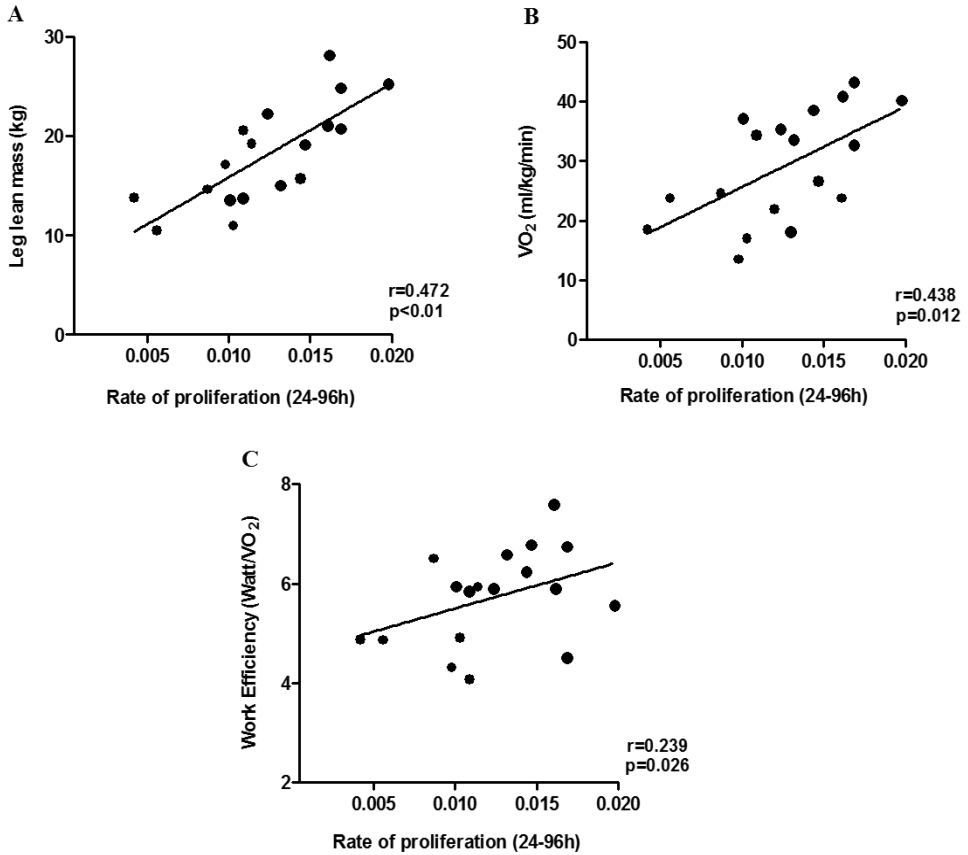 A
Leg lean mass (kg)
30
20
10
0
0.005 0.010 0.015 0.020
Rate of proliferation (24-96h)
r=0.472
p<0.01
B
VO2 (ml/kg/min)
50
40
30
20
10
0
0.005 0.010 0.015 0.020
Rate of proliferation (24-96h)
r=0.438
p=0.012
C
Work Efficiency (Watt/VO2)
8
6
4
2
0.005 0.010 0.015 0.020
Rate of proliferation (24-96h)
r=0.239
p=0.026